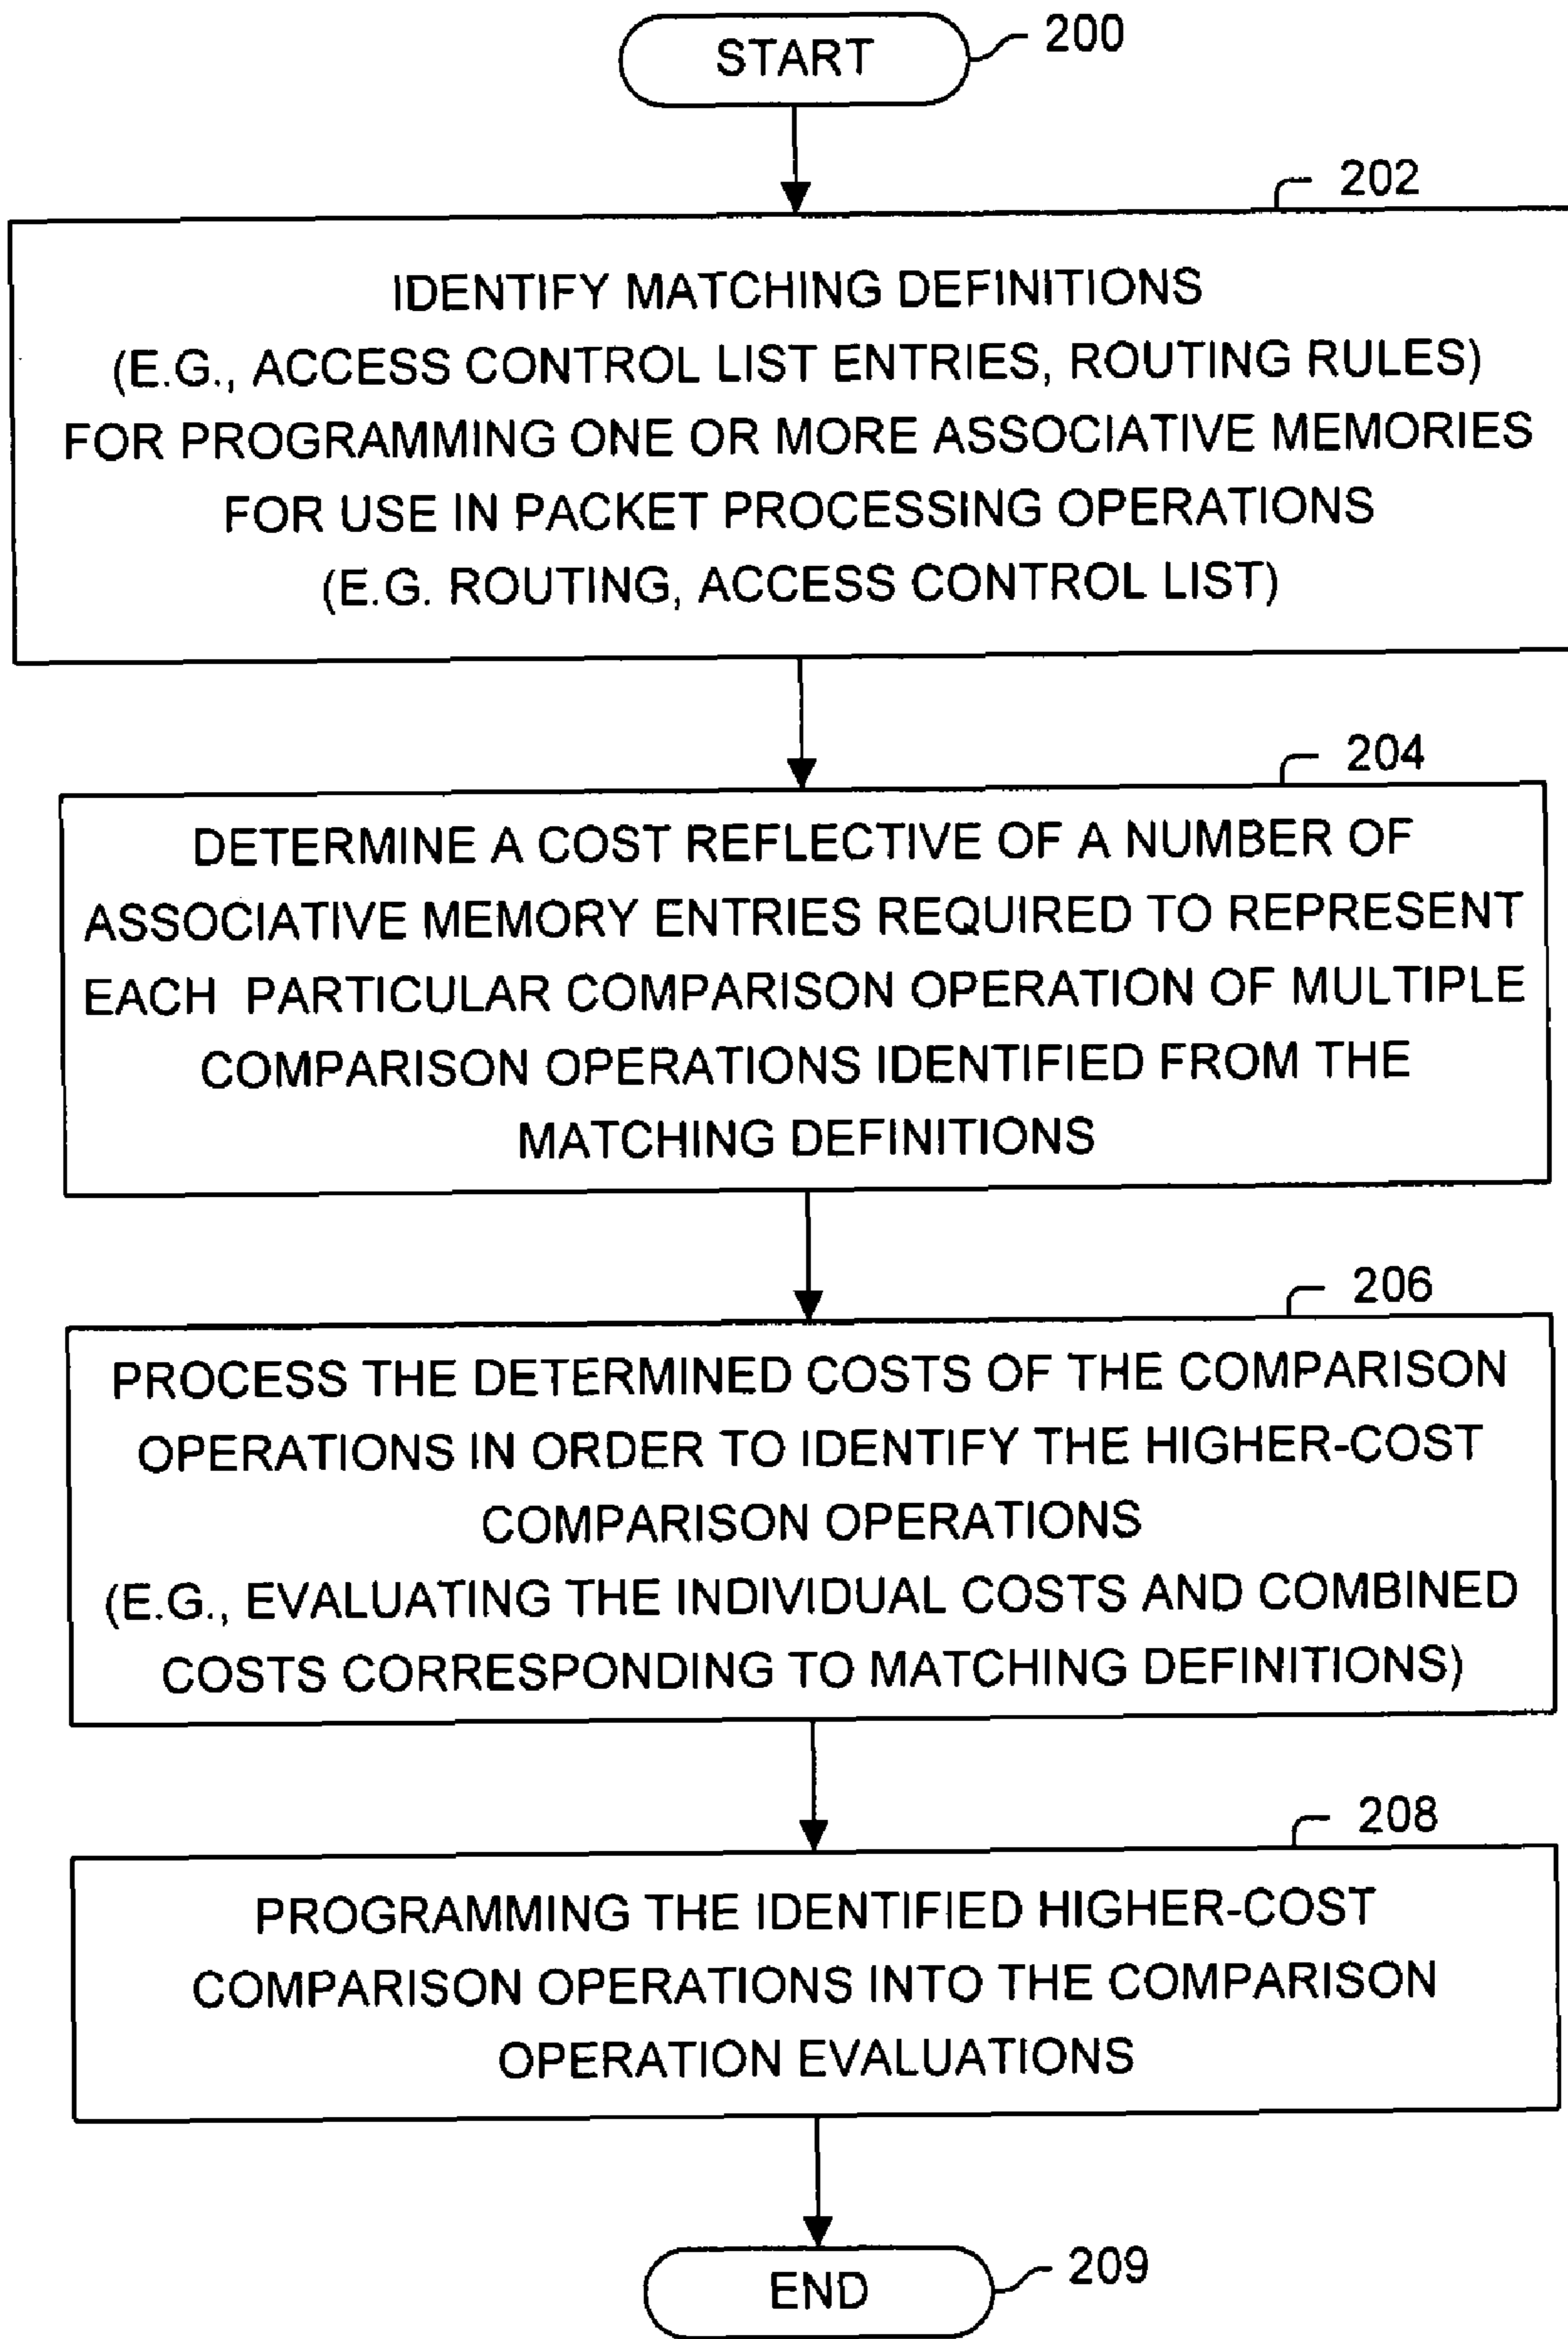 START
200
202
IDENTIFY MATCHING DEFINITIONS
(E.G., ACCESS CONTROL LIST ENTRIES, ROUTING RULES)
FOR PROGRAMMING ONE OR MORE ASSOCIATIVE MEMORIES
FOR USE IN PACKET PROCESSING OPERATIONS
(E.G. ROUTING, ACCESS CONTROL LIST)
204
DETERMINE A COST REFLECTIVE OF A NUMBER OF
ASSOCIATIVE MEMORY ENTRIES REQUIRED TO REPRESENT
EACH PARTICULAR COMPARISON OPERATION OF MULTIPLE
COMPARISON OPERATIONS IDENTIFIED FROM THE
MATCHING DEFINITIONS
206
PROCESS THE DETERMINED COSTS OF THE COMPARISON
OPERATIONS IN ORDER TO IDENTIFY THE HIGHER-COST
COMPARISON OPERATIONS
(E.G., EVALUATING THE INDIVIDUAL COSTS AND COMBINED
COSTS CORRESPONDING TO MATCHING DEFINITIONS)
208
PROGRAMMING THE IDENTIFIED HIGHER-COST
COMPARISON OPERATIONS INTO THE COMPARISON
OPERATION EVALUATIONS
END
209